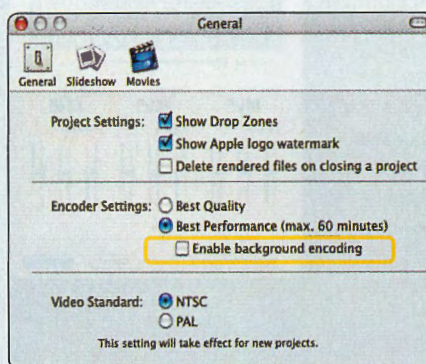 General
General Slideshow Movies
Project Settings: Show Drop Zones
Show Apple logo watermark
Delete rendered files on closing a project
Encoder Settings: Best Quality
Best Performance (max. 60 minutes)
Enable background encoding
Video Standard: NTSC
PAL
This setting will take effect for new projects.